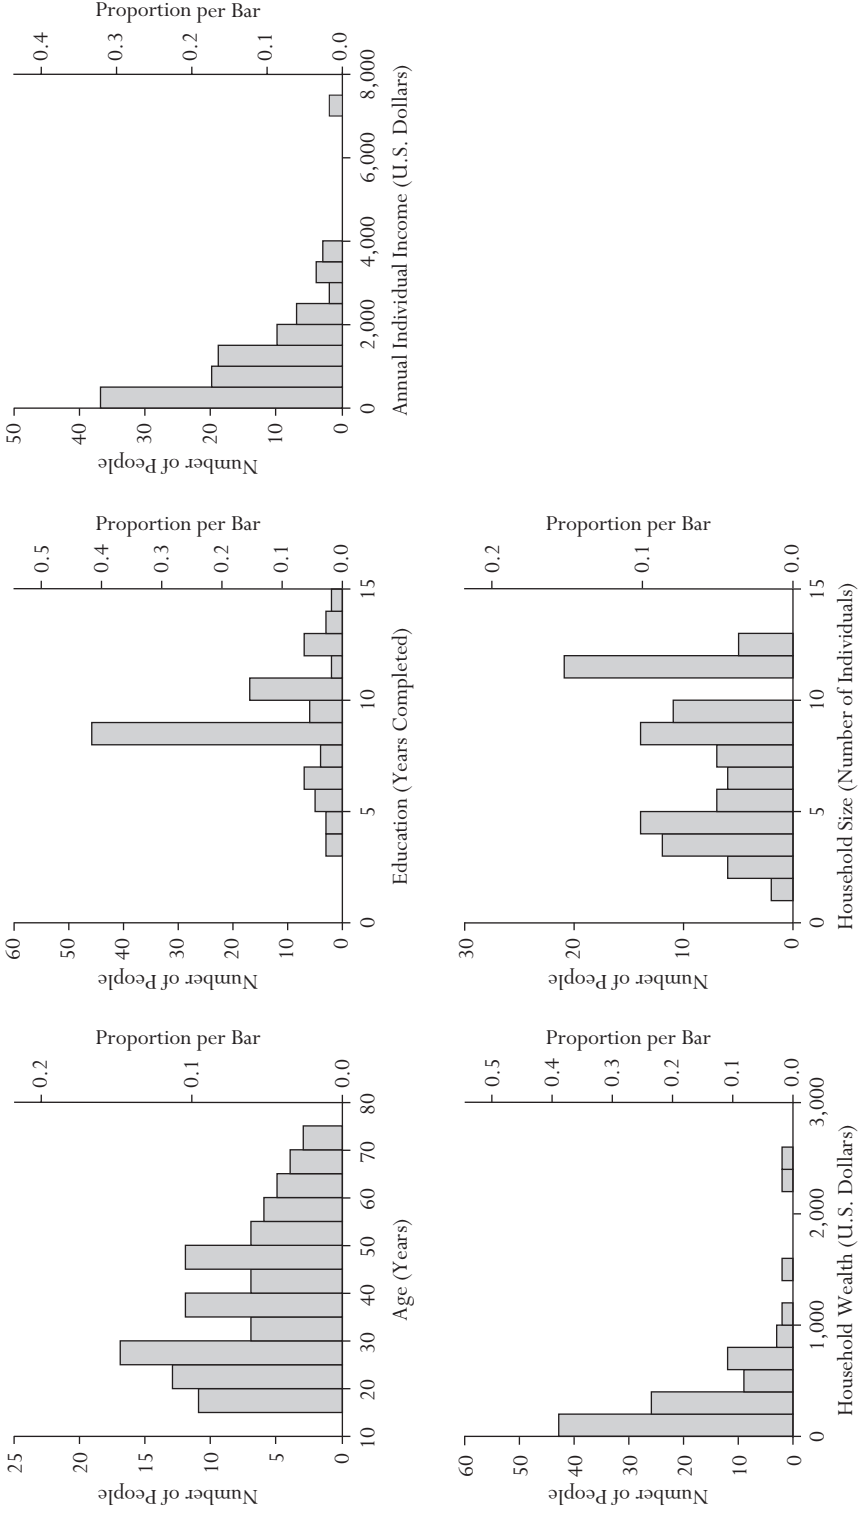 Number of People
25
20
15
10
5
0
10 20 30 40 50 60 70 80
Age (Years)
0.2
0.1
0.0
Proportion per Bar
Number of People
60
50
40
30
20
10
0
0 5 10 15
Education (Years Completed)
0.5
0.4
0.3
0.2
0.1
0.0
Proportion per Bar
Number of People
50
40
30
20
10
0
0 2,000 4,000 6,000 8,000
Annual Individual Income (U.S. Dollars)
0.4
0.3
0.2
0.1
0.0
Proportion per Bar
Number of People
60
50
40
30
20
10
0
0 1,000 2,000 3,000
Household Wealth (U.S. Dollars)
0.5
0.4
0.3
0.2
0.1
0.0
Proportion per Bar
Number of People
30
20
10
0
0 5 10 15
Household Size (Number of Individuals)
0.2
0.1
0.0
Proportion per Bar